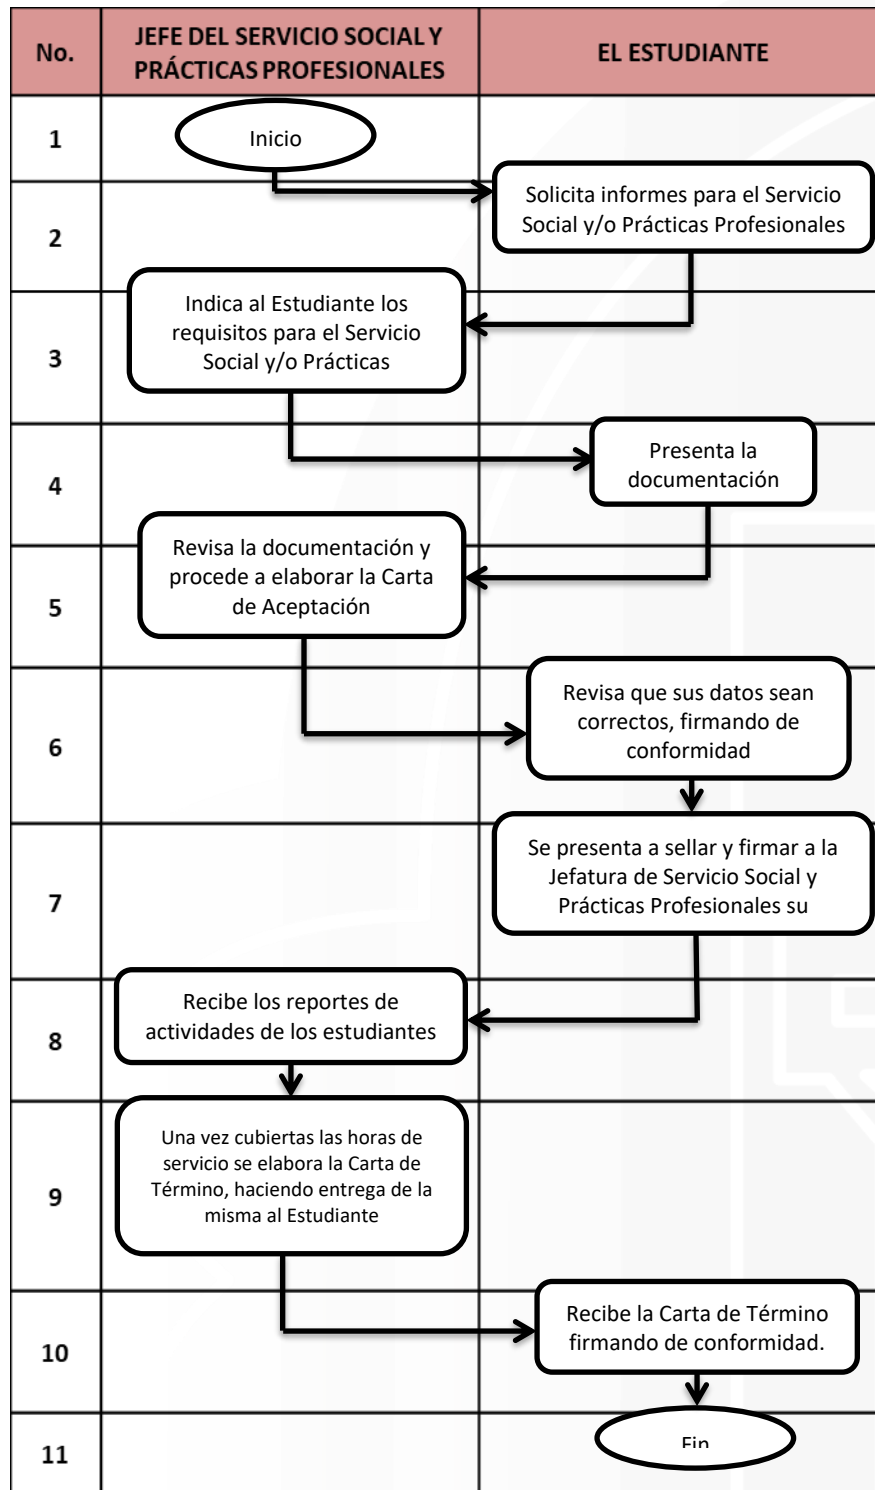 No.
JEFE DEL SERVICIO SOCIAL Y
PRÁCTICAS PROFESIONALES
EL ESTUDIANTE
1
Inicio
2
Solicita informes para el Servicio
Social y/o Prácticas Profesionales
3
Indica al Estudiante los
requisitos para el Servicio
Social y/o Prácticas
4
Presenta la
documentación
5
Revisa la documentación y
procede a elaborar la Carta
de Aceptación
6
Revisa que sus datos sean
correctos, firmando de
conformidad
7
Se presenta a sellar y firmar a la
Jefatura de Servicio Social y
Prácticas Profesionales su
8
Recibe los reportes de
actividades de los estudiantes
9
Una vez cubiertas las horas de
servicio se elabora la Carta de
Término, haciendo entrega de la
misma al Estudiante
10
Recibe la Carta de Término
firmando de conformidad.
11
Fin